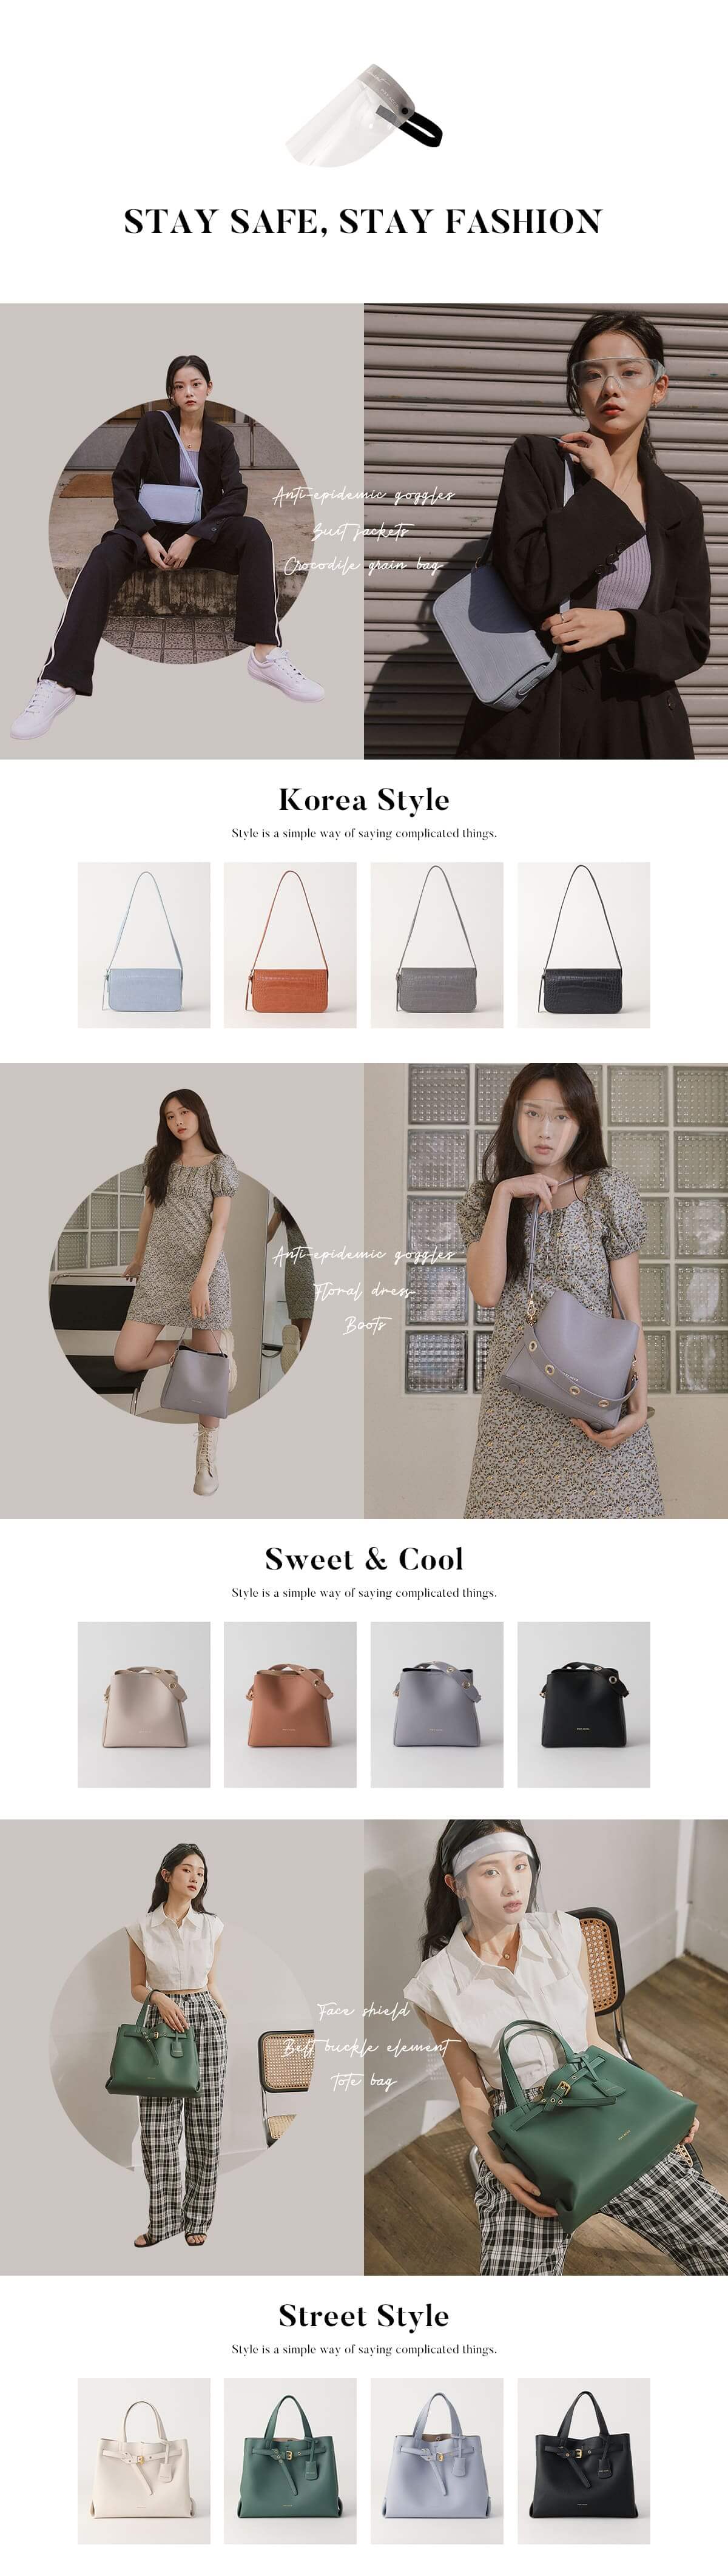 STAY SAFE, STAY FASHION
Anti-epidemic goggles
Suit jackets
Crocodile grain bag
Korea Style
Style is a simple way of saying complicated things.
Anti-epidemic goggles
Floral dress
Boots
Sweet & Cool
Style is a simple way of saying complicated things.
Face shield
Belt buckle element
Tote bag
Street Style
Style is a simple way of saying complicated things.